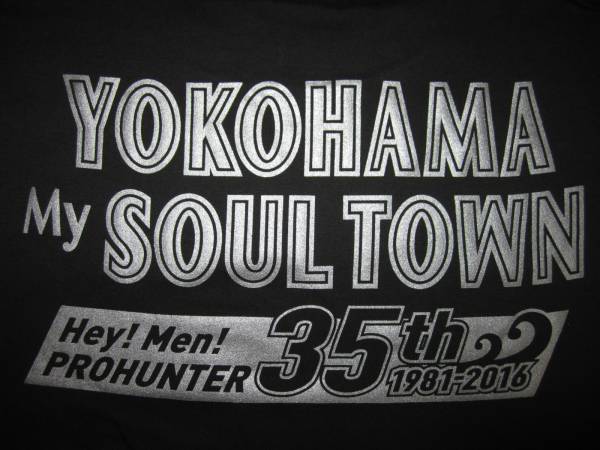 YOKOHAMA
My SOUL TOWN
Hey! Men!
PROHUNTER
35th
1981-2016